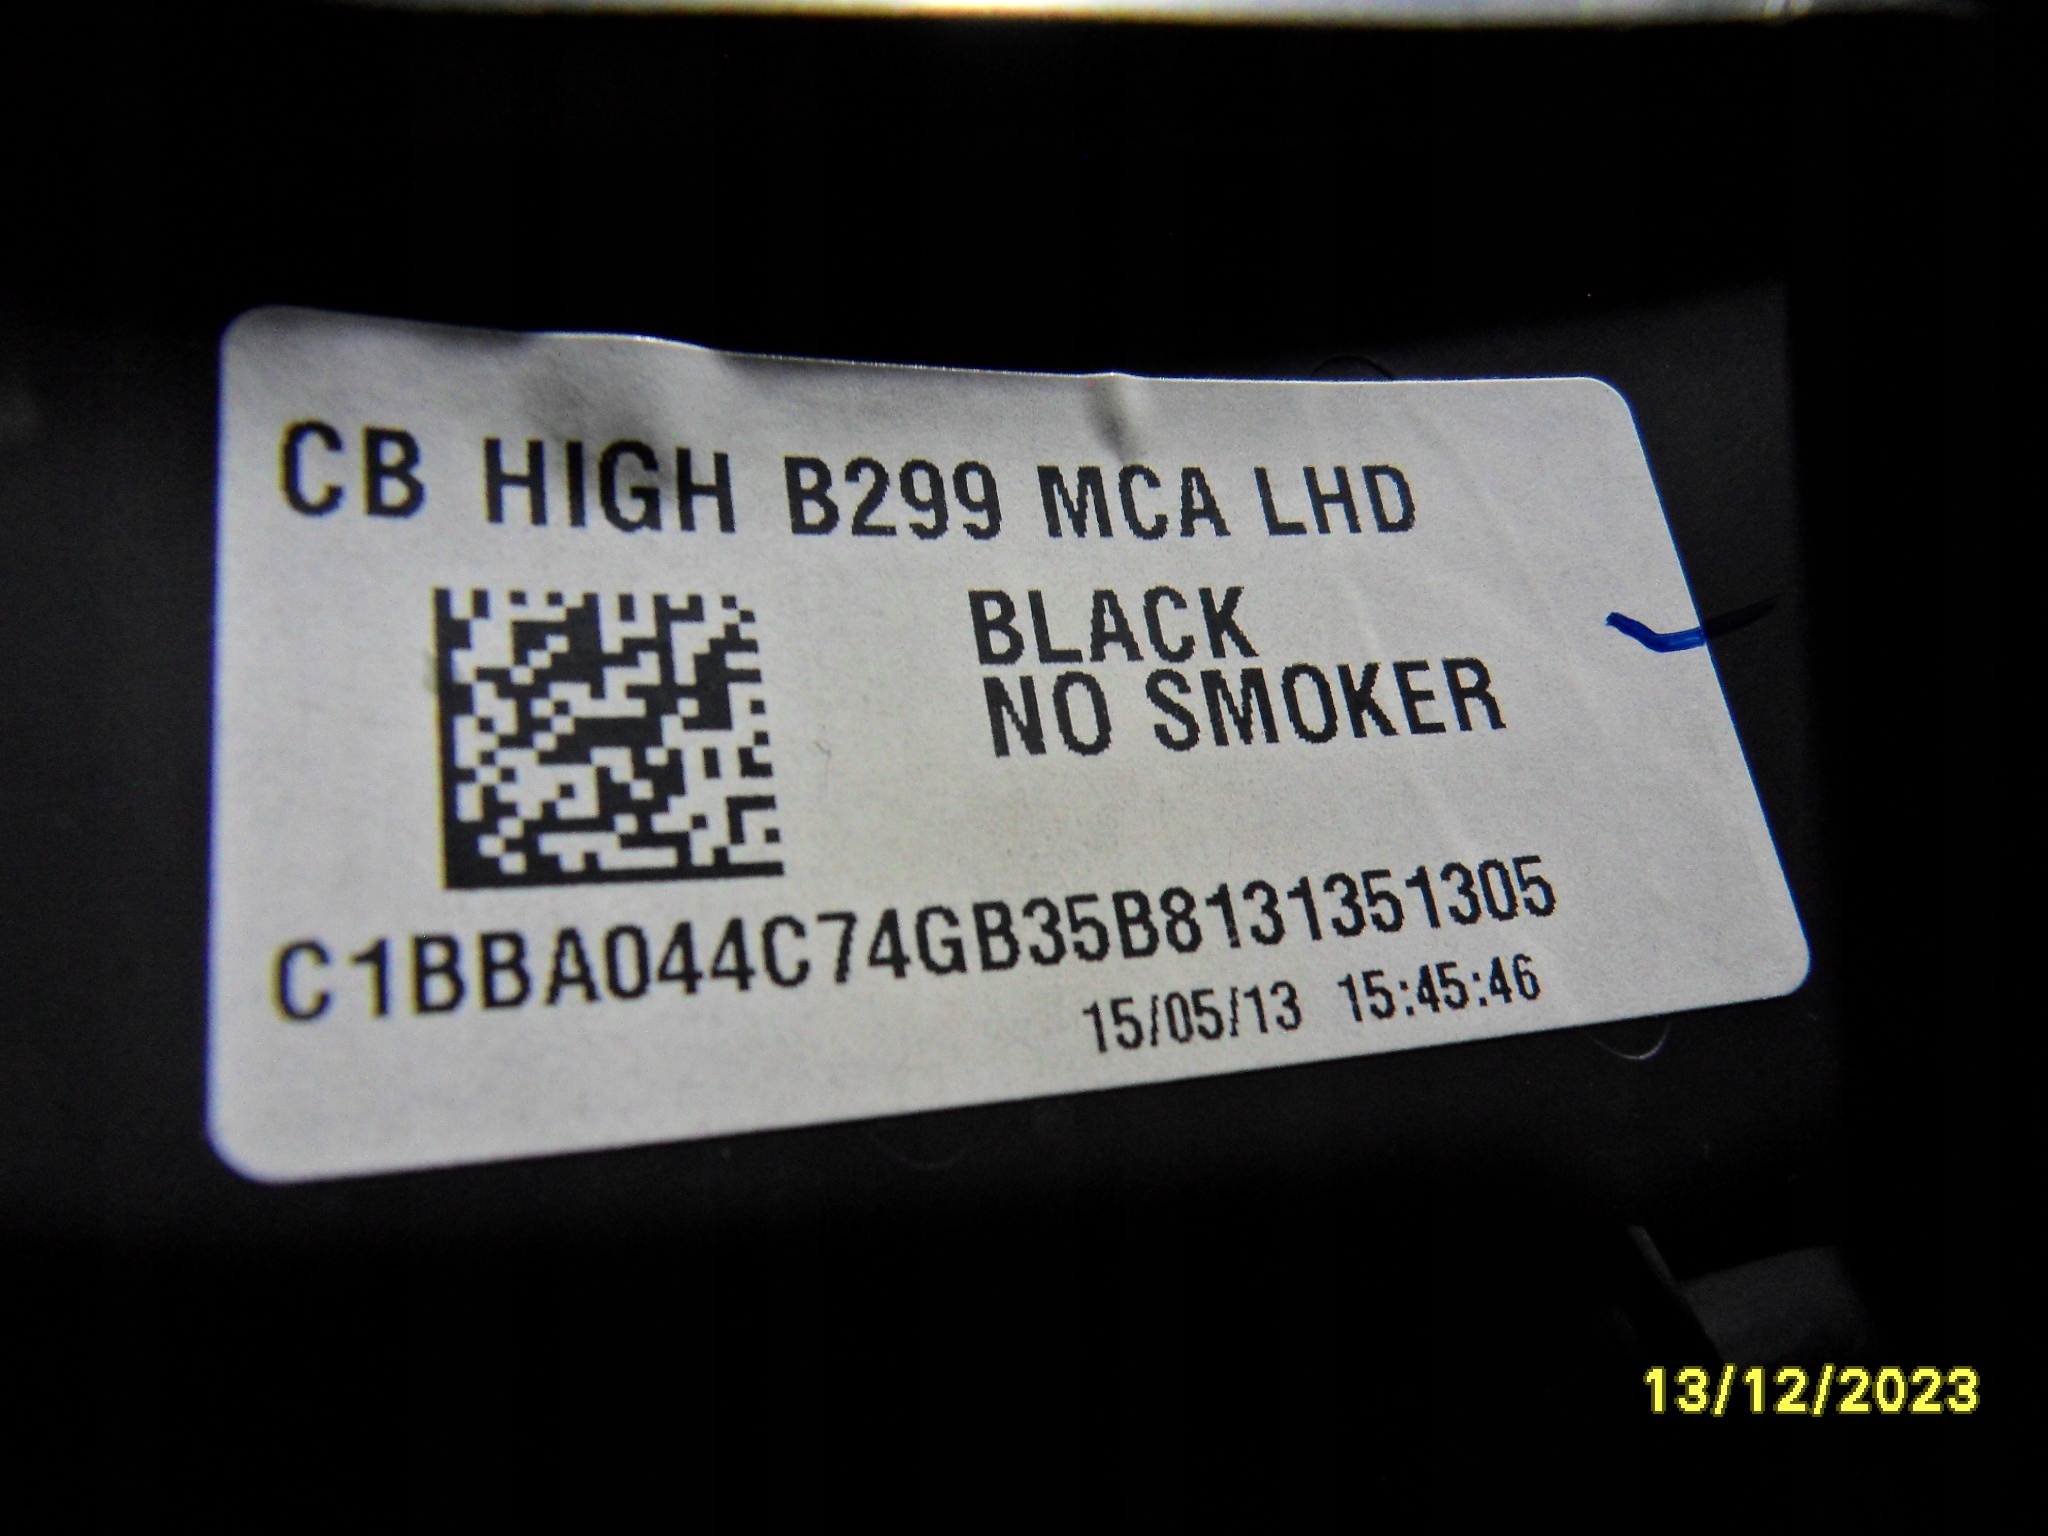 CB HIGH B299 MCA LHD
BLACK
NO SMOKER
C1BBA044C74GB35B8131351305
15/05/13 15:45:46
13/12/2023